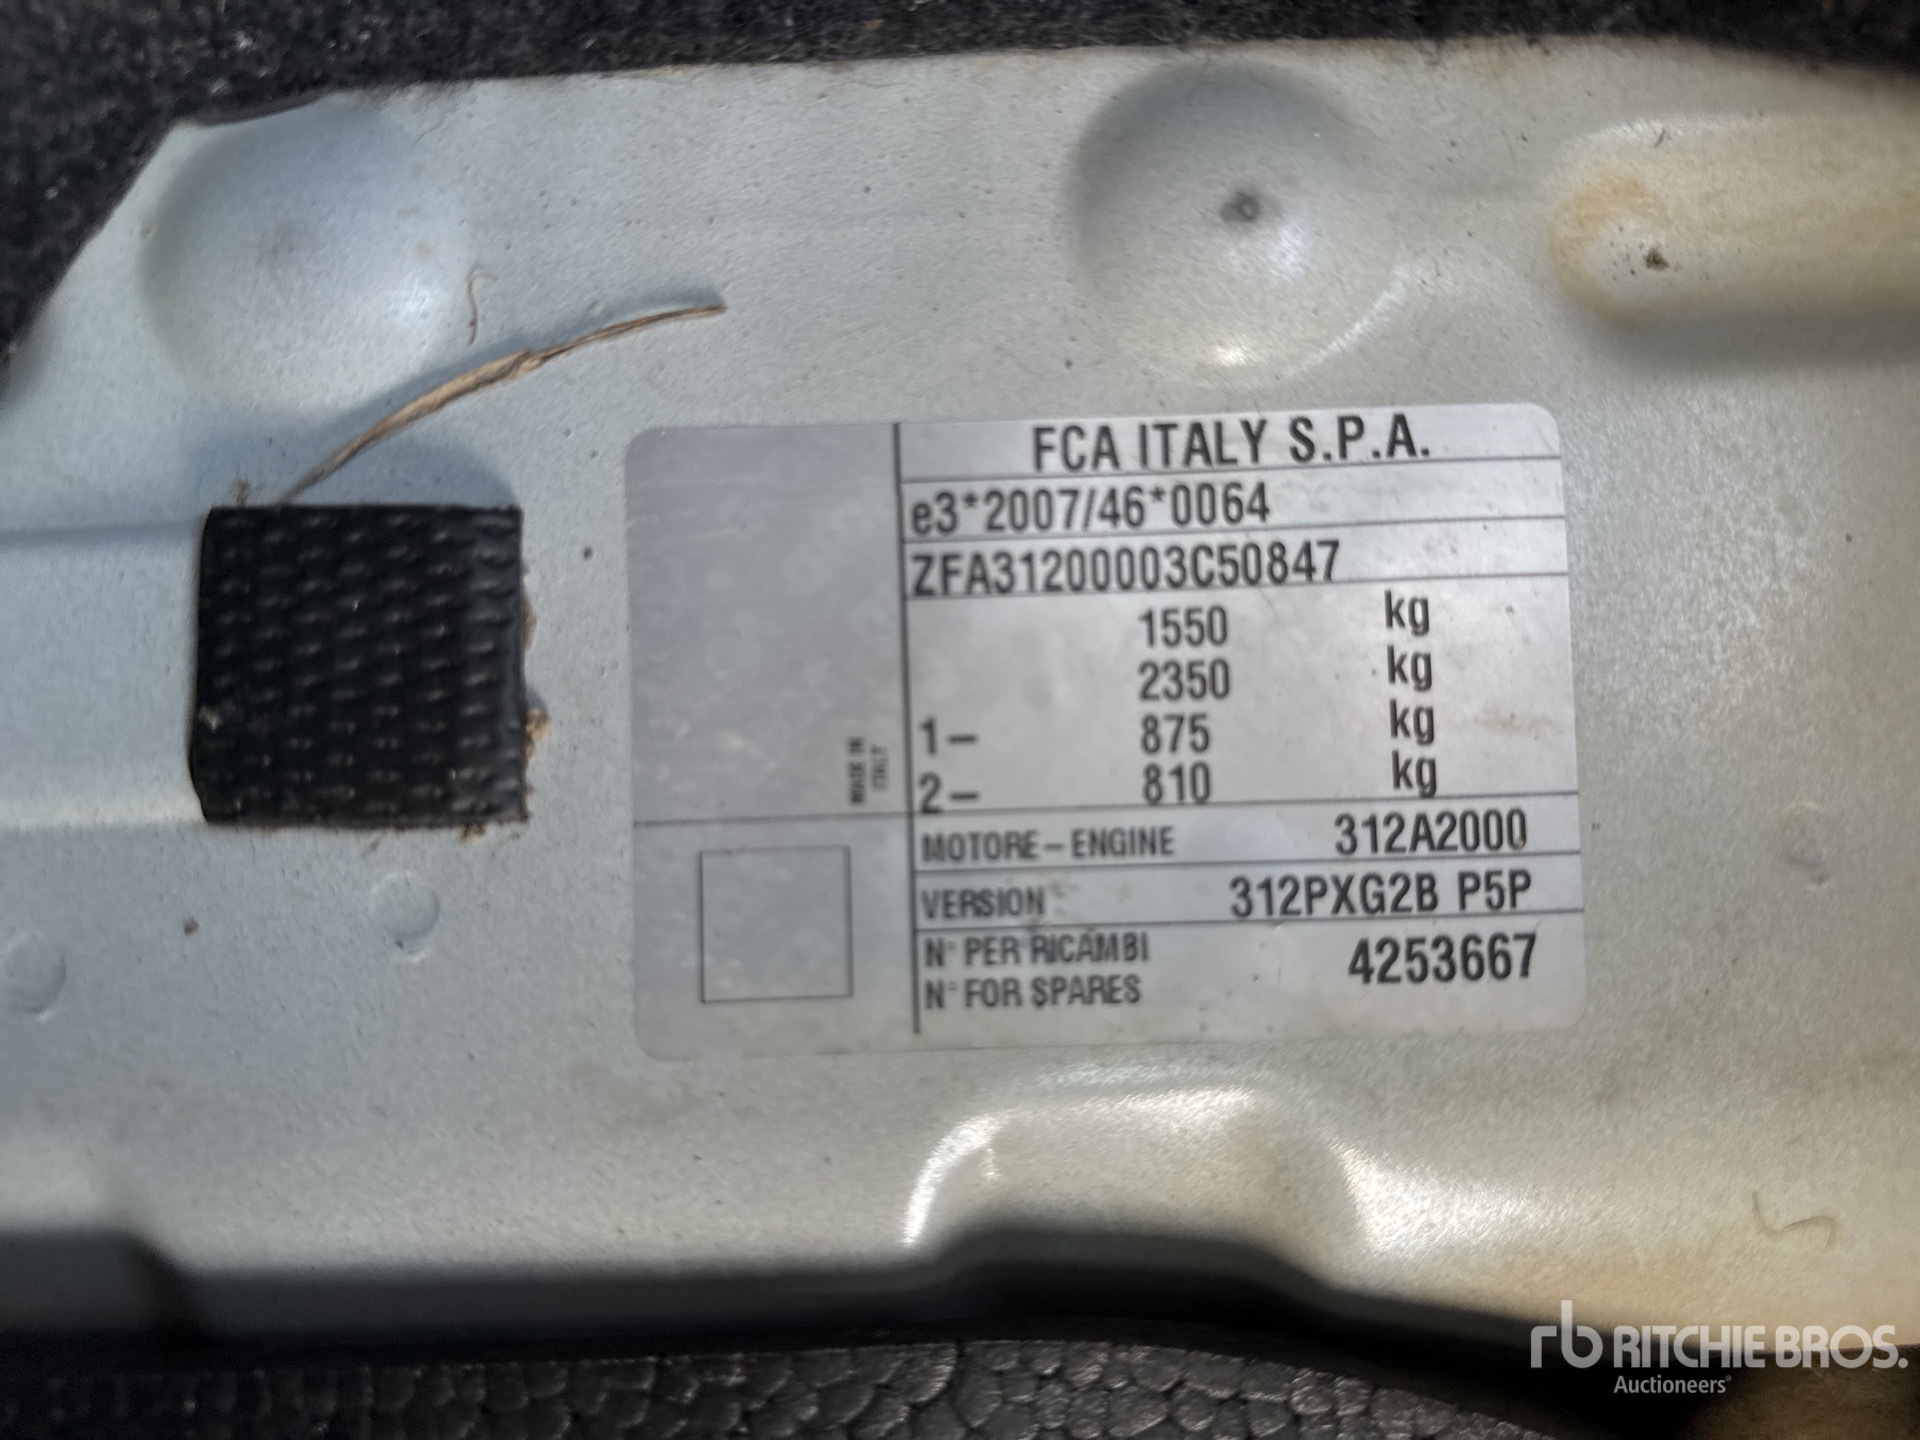 FCA ITALY S.P.A.
e3*2007/46*0064
ZFA31200003C50847
1550 kg
2350 kg
1– 875 kg
2– 810 kg
MADE IN
ITALY
MOTORE – ENGINE 312A2000
VERSION 312PXG2B P5P
N° PER RICAMBI
N° FOR SPARES 4253667
rb RITCHIE BROS.
Auctioneers